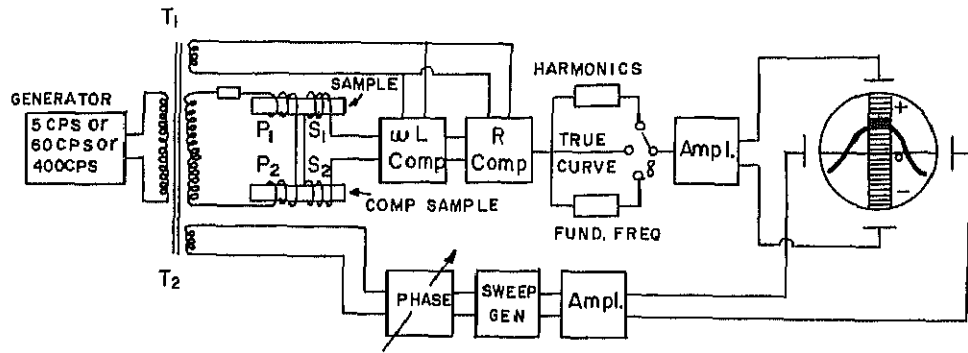 T1
GENERATOR
5 CPS or
60 CPS or
400CPS
SAMPLE
P1 S1
P2 S2
COMP SAMPLE
ωL
Comp
R
Comp
HARMONICS
TRUE
CURVE
FUND, FREQ
Ampl.
+
-
T2
PHASE
SWEEP
GEN
Ampl.